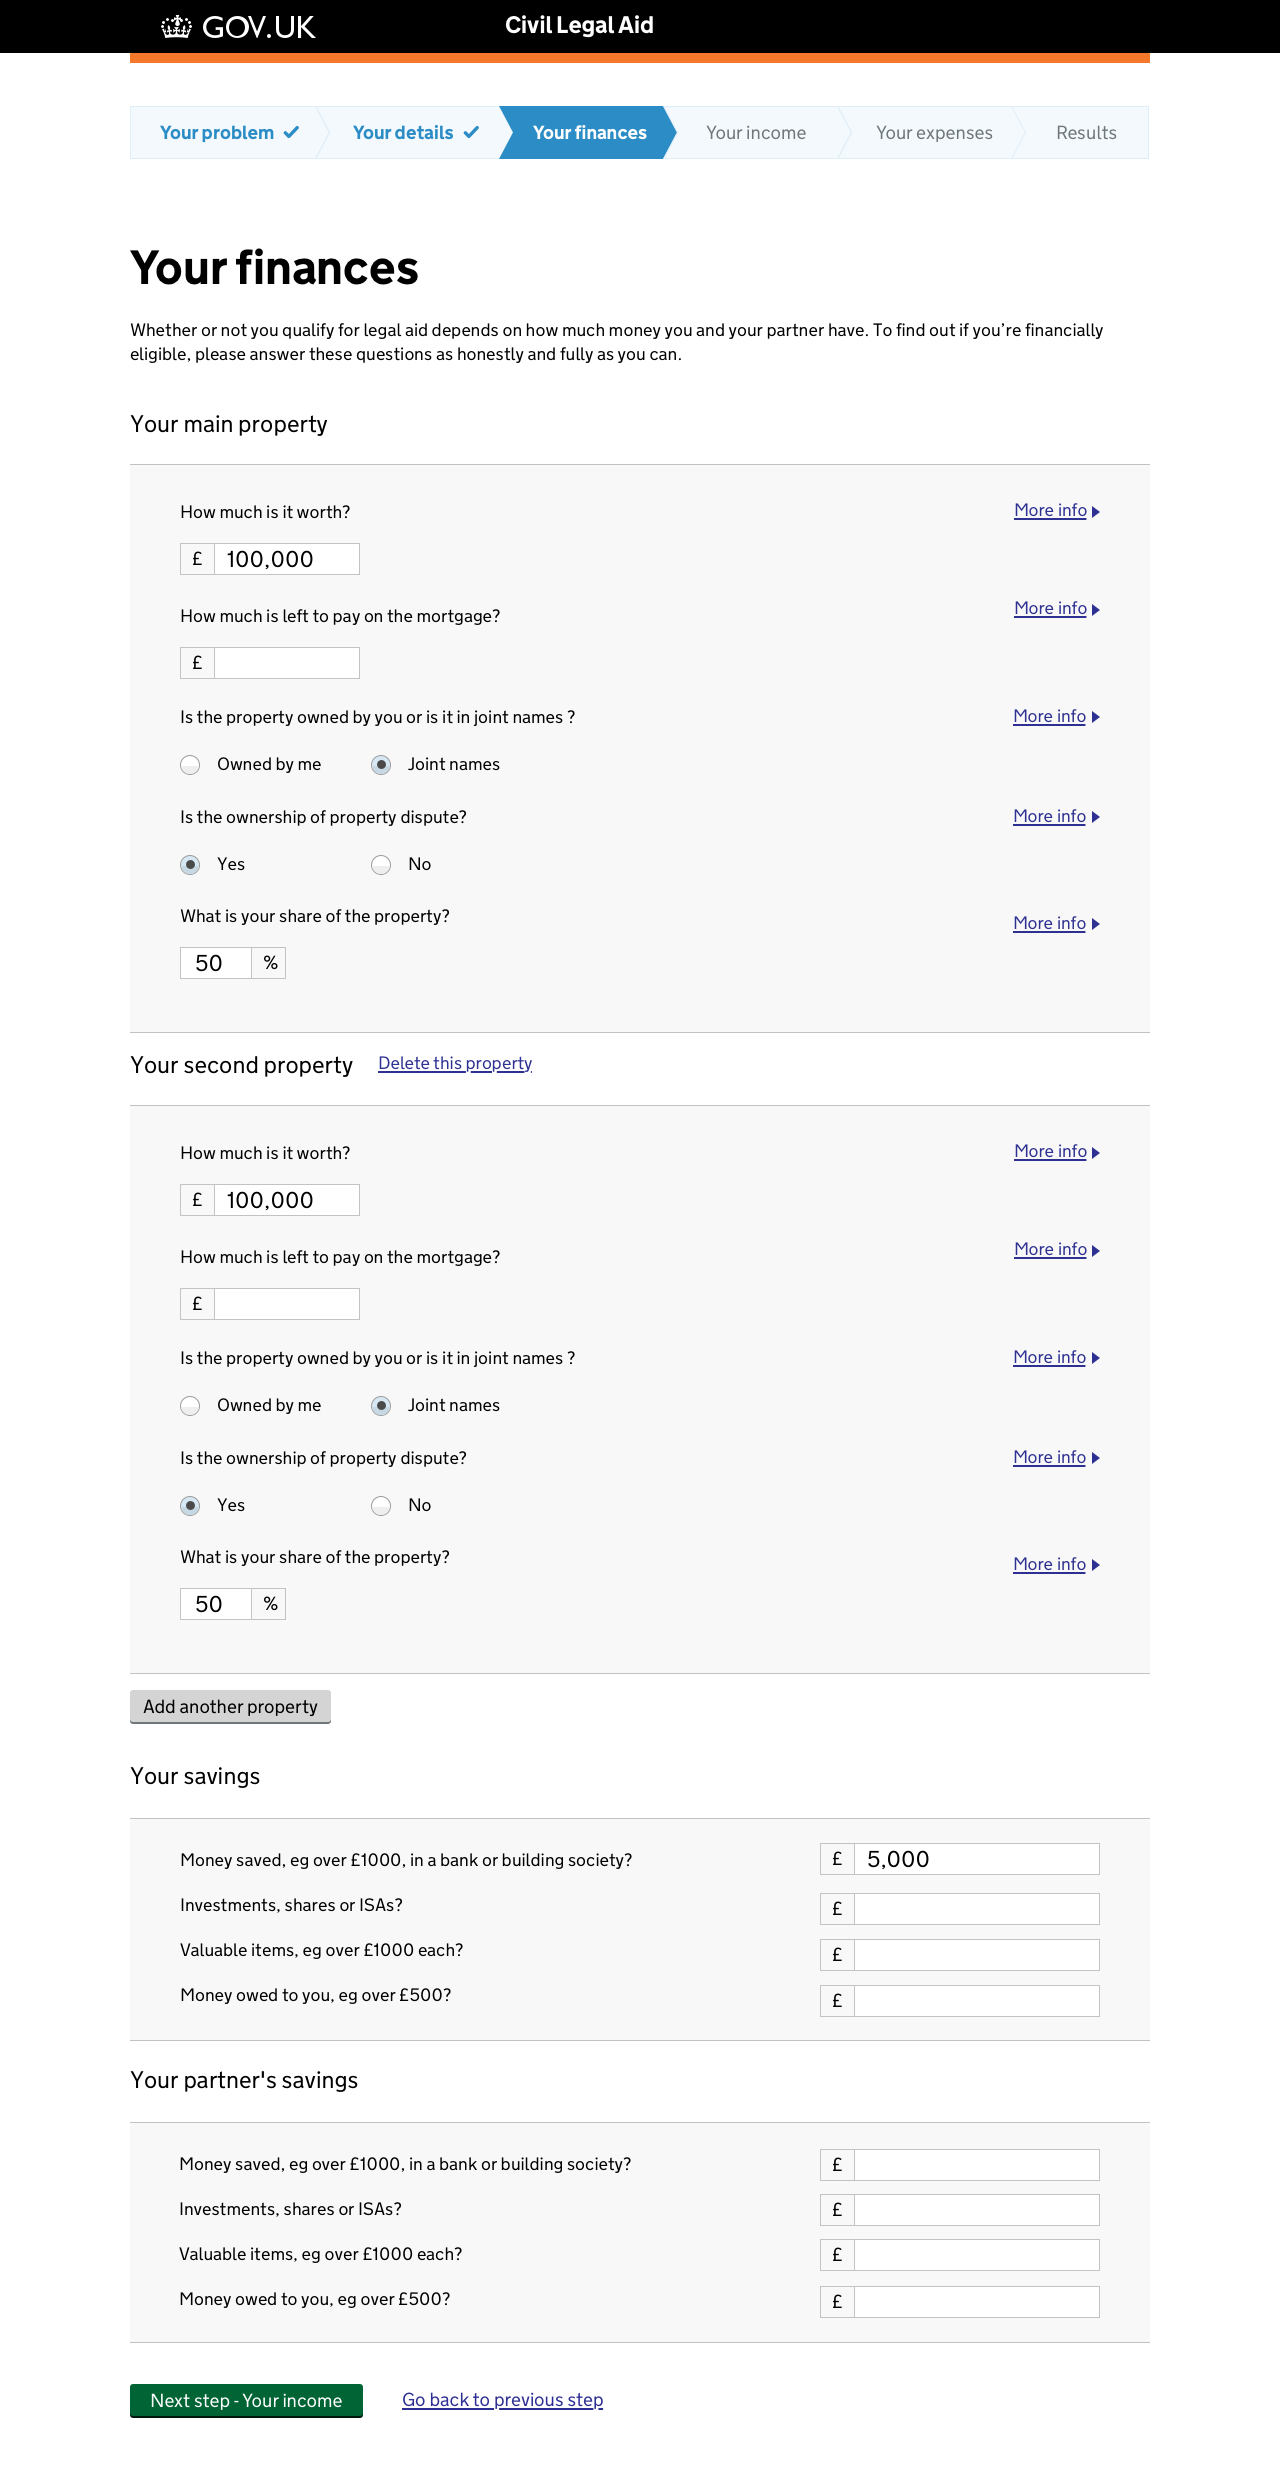 GOV.UK
Civil Legal Aid
Your problem
Your details
Your finances
Your income
Your expenses
Results
Your finances
Whether or not you qualify for legal aid depends on how much money you and your partner have. To find out if you’re financially
eligible, please answer these questions as honestly and fully as you can.
Your main property
How much is it worth?
More info
£ 100,000
How much is left to pay on the mortgage?
More info
£
Is the property owned by you or is it in joint names ?
More info
Owned by me
Joint names
Is the ownership of property dispute?
More info
Yes
No
What is your share of the property?
More info
50 %
Your second property
Delete this property
How much is it worth?
More info
£ 100,000
How much is left to pay on the mortgage?
More info
£
Is the property owned by you or is it in joint names ?
More info
Owned by me
Joint names
Is the ownership of property dispute?
More info
Yes
No
What is your share of the property?
More info
50 %
Add another property
Your savings
Money saved, eg over £1000, in a bank or building society?
£ 5,000
Investments, shares or ISAs?
£
Valuable items, eg over £1000 each?
£
Money owed to you, eg over £500?
£
Your partner's savings
Money saved, eg over £1000, in a bank or building society?
£
Investments, shares or ISAs?
£
Valuable items, eg over £1000 each?
£
Money owed to you, eg over £500?
£
Next step - Your income
Go back to previous step